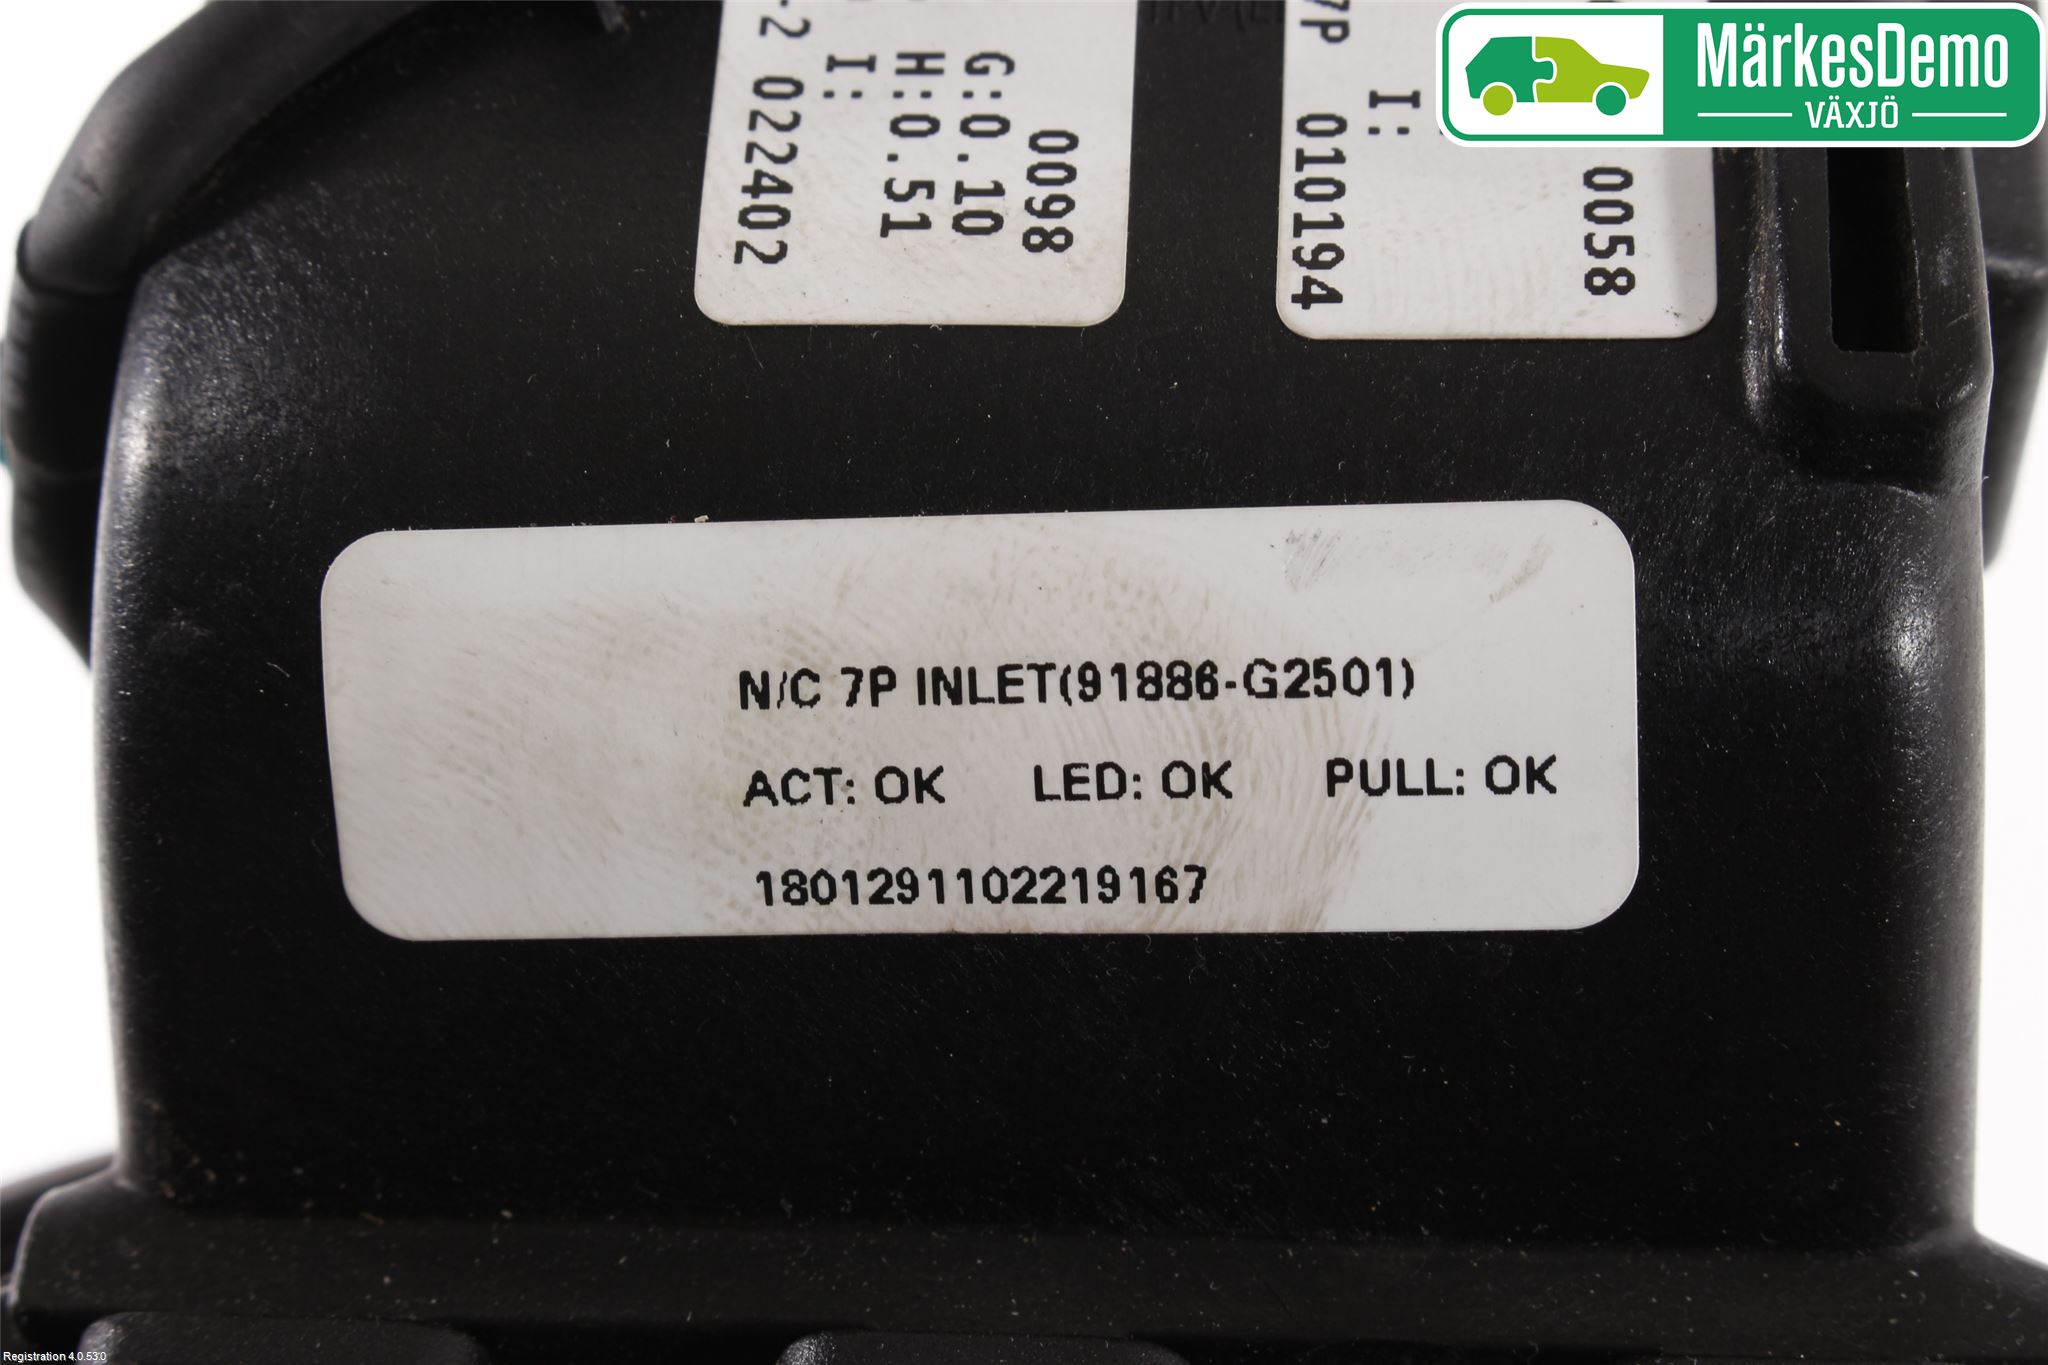 MärkesDemo
VÄXJÖ
0098
G:0.10
H:0.51
I:
-2 022402
0058
I:
7P 010194
N/C 7P INLET(91886-G2501)
ACT: OK LED: OK PULL: OK
1801291102219167
Registration 4.0.53.0